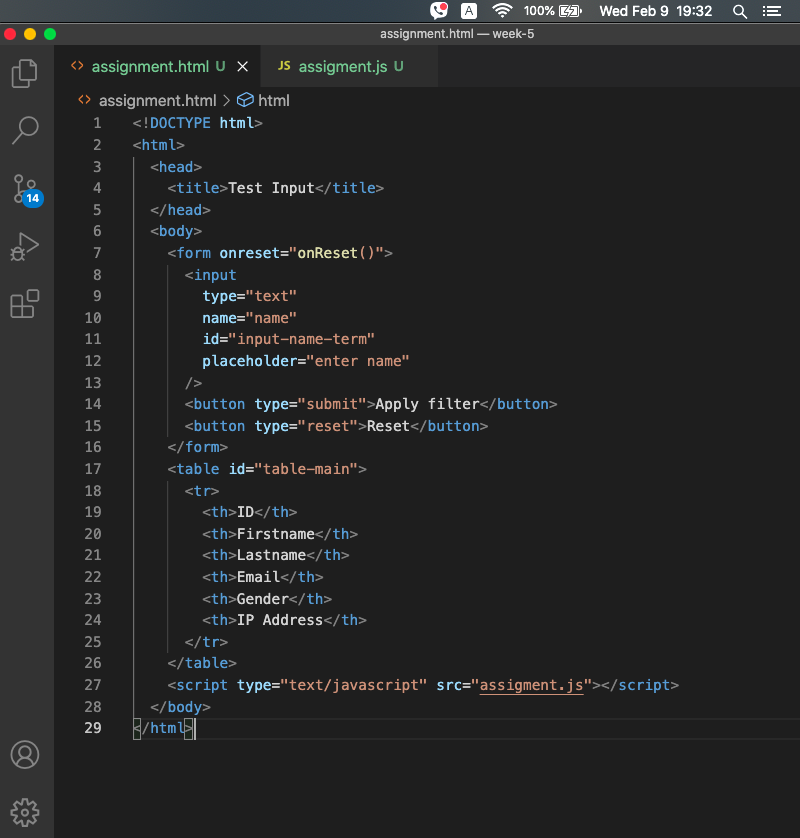 A 100% Wed Feb 9 19:32
assignment.html — week-5
assignment.html U JS assigment.js U
assignment.html > html
14
1 <!DOCTYPE html>
2 <html>
3 <head>
4 <title>Test Input</title>
5 </head>
6 <body>
7 <form onreset="onReset()">
8 <input
9 type="text"
10 name="name"
11 id="input-name-term"
12 placeholder="enter name"
13 />
14 <button type="submit">Apply filter</button>
15 <button type="reset">Reset</button>
16 </form>
17 <table id="table-main">
18 <tr>
19 <th>ID</th>
20 <th>Firstname</th>
21 <th>Lastname</th>
22 <th>Email</th>
23 <th>Gender</th>
24 <th>IP Address</th>
25 </tr>
26 </table>
27 <script type="text/javascript" src="assigment.js"></script>
28 </body>
29 </html>